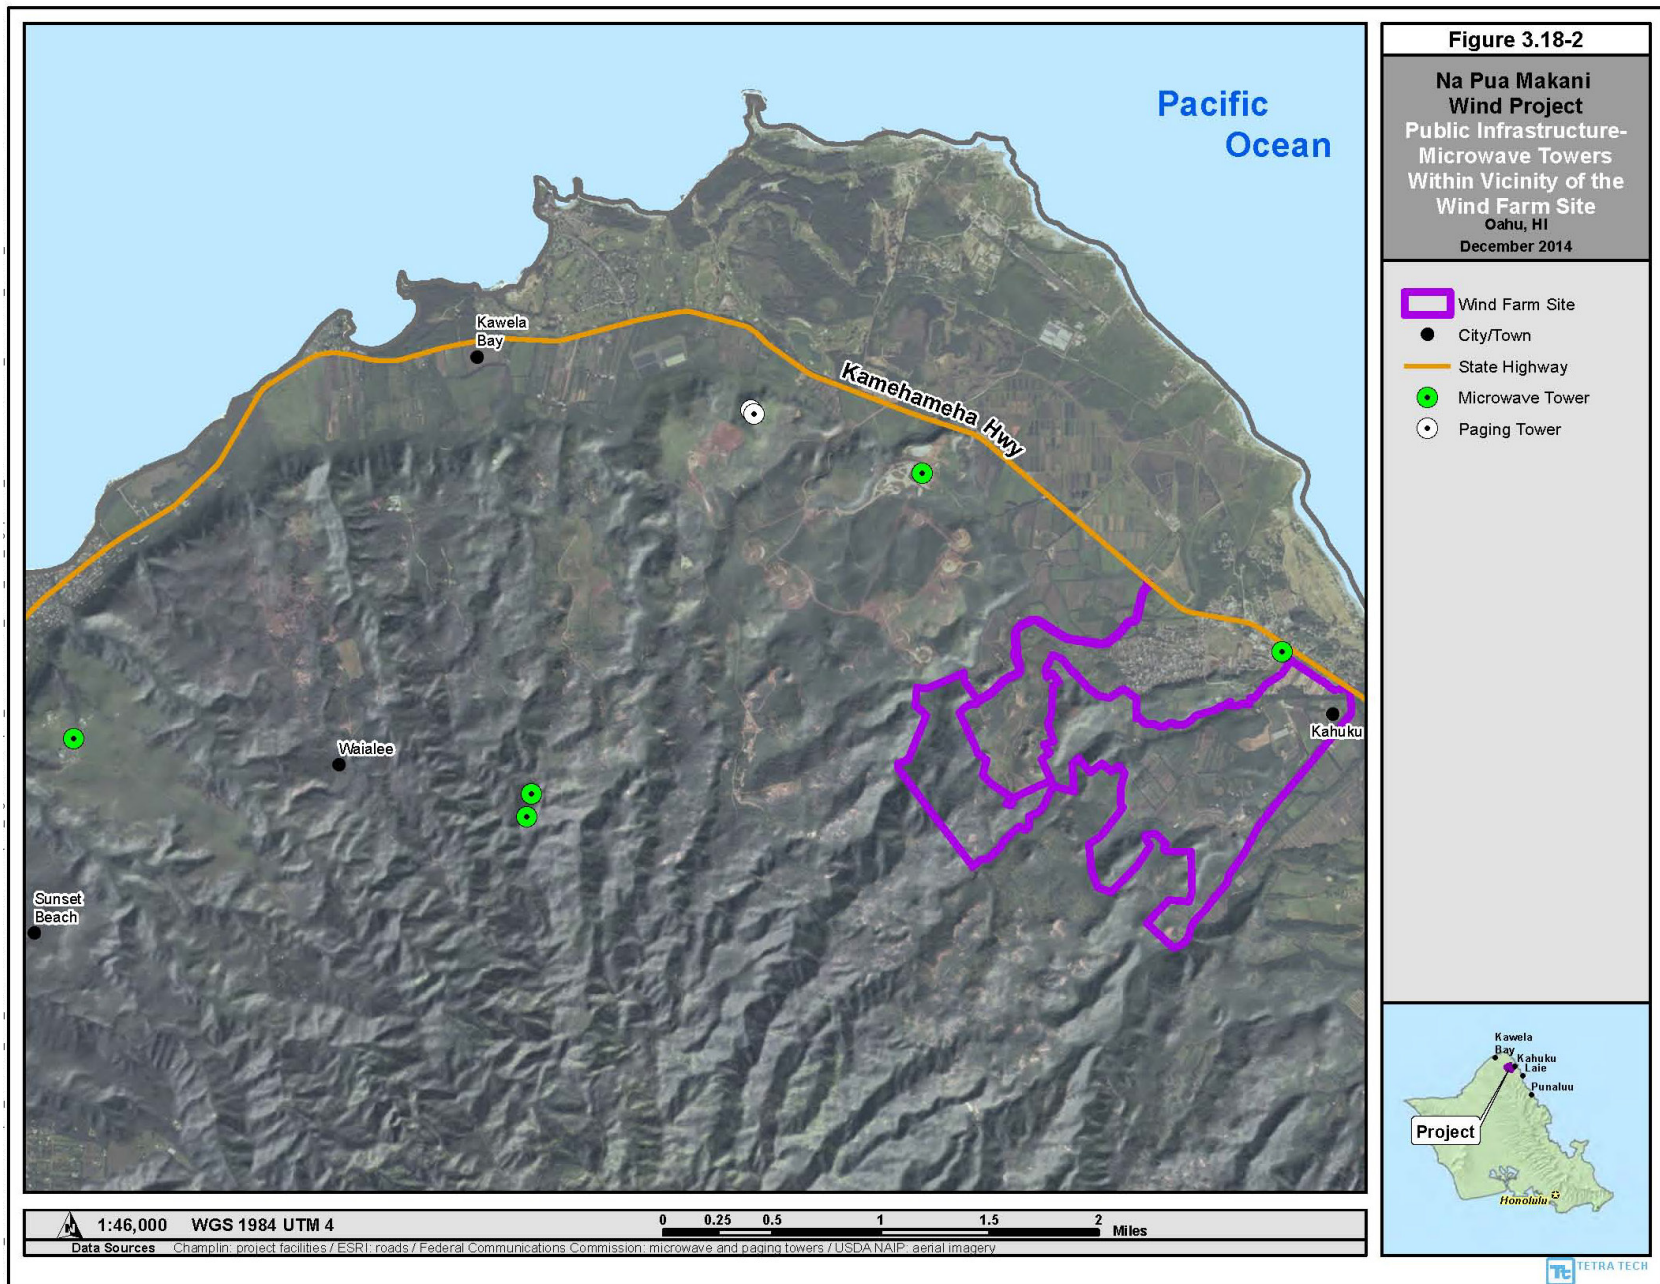 Pacific
Ocean
Kawela
Bay
Kamehameha Hwy
Waialee
Kahuku
Sunset
Beach
Figure 3.18-2
Na Pua Makani
Wind Project
Public Infrastructure-
Microwave Towers
Within Vicinity of the
Wind Farm Site
Oahu, HI
December 2014
Wind Farm Site
City/Town
State Highway
Microwave Tower
Paging Tower
Kawela
Bay
Kahuku
Laie
Punaluu
Project
Honolulu
N 1:46,000 WGS 1984 UTM 4
0 0.25 0.5 1 1.5 2
Miles
Data Sources Champlin: project facilities / ESRI: roads / Federal Communications Commission: microwave and paging towers / USDA NAIP: aerial imagery
Tt TETRA TECH